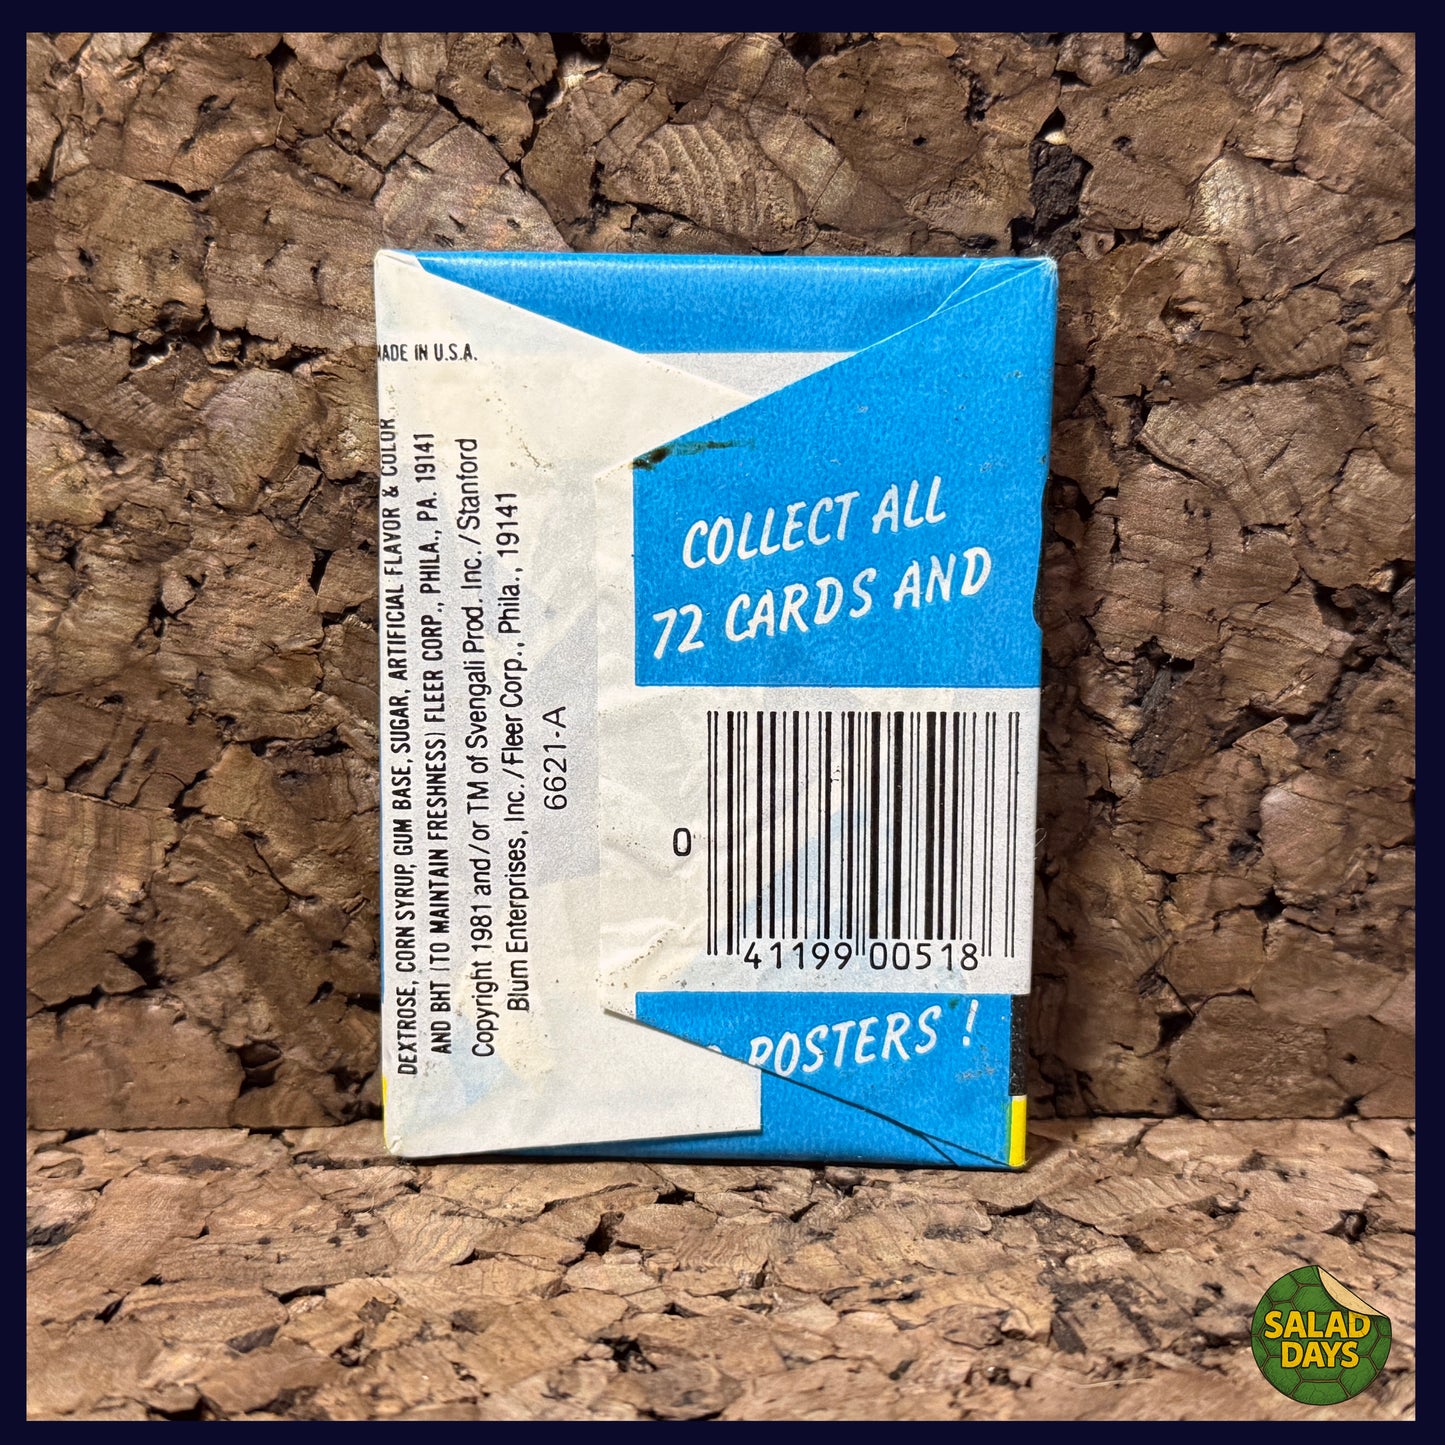 MADE IN U.S.A.
DEXTROSE, CORN SYRUP, GUM BASE, SUGAR, ARTIFICIAL FLAVOR & COLOR
AND BHT (TO MAINTAIN FRESHNESS) FLEER CORP., PHILA., PA. 19141
Copyright 1981 and/or TM of Svengali Prod. Inc./Stanford
Blum Enterprises, Inc./Fleer Corp., Phila., 19141
6621-A
COLLECT ALL
72 CARDS AND
0 41199 00518
POSTERS!
SALAD
DAYS